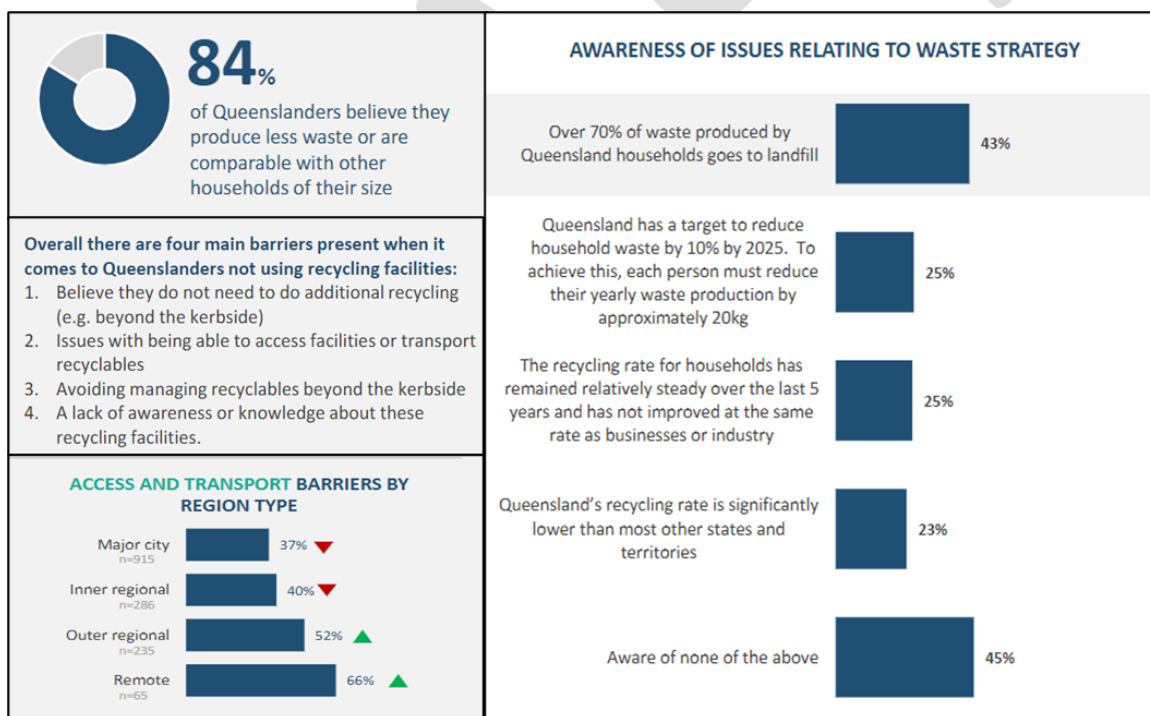 84%
of Queenslanders believe they
produce less waste or are
comparable with other
households of their size
Overall there are four main barriers present when it
comes to Queenslanders not using recycling facilities:
1. Believe they do not need to do additional recycling
(e.g. beyond the kerbside)
2. Issues with being able to access facilities or transport
recyclables
3. Avoiding managing recyclables beyond the kerbside
4. A lack of awareness or knowledge about these
recycling facilities.
ACCESS AND TRANSPORT BARRIERS BY
REGION TYPE
Major city
n=915
37%
Inner regional
n=286
40%
Outer regional
n=235
52%
Remote
n=65
66%
AWARENESS OF ISSUES RELATING TO WASTE STRATEGY
Over 70% of waste produced by
Queensland households goes to landfill
43%
Queensland has a target to reduce
household waste by 10% by 2025. To
achieve this, each person must reduce
their yearly waste production by
approximately 20kg
25%
The recycling rate for households has
remained relatively steady over the last 5
years and has not improved at the same
rate as businesses or industry
25%
Queensland's recycling rate is significantly
lower than most other states and
territories
23%
Aware of none of the above
45%